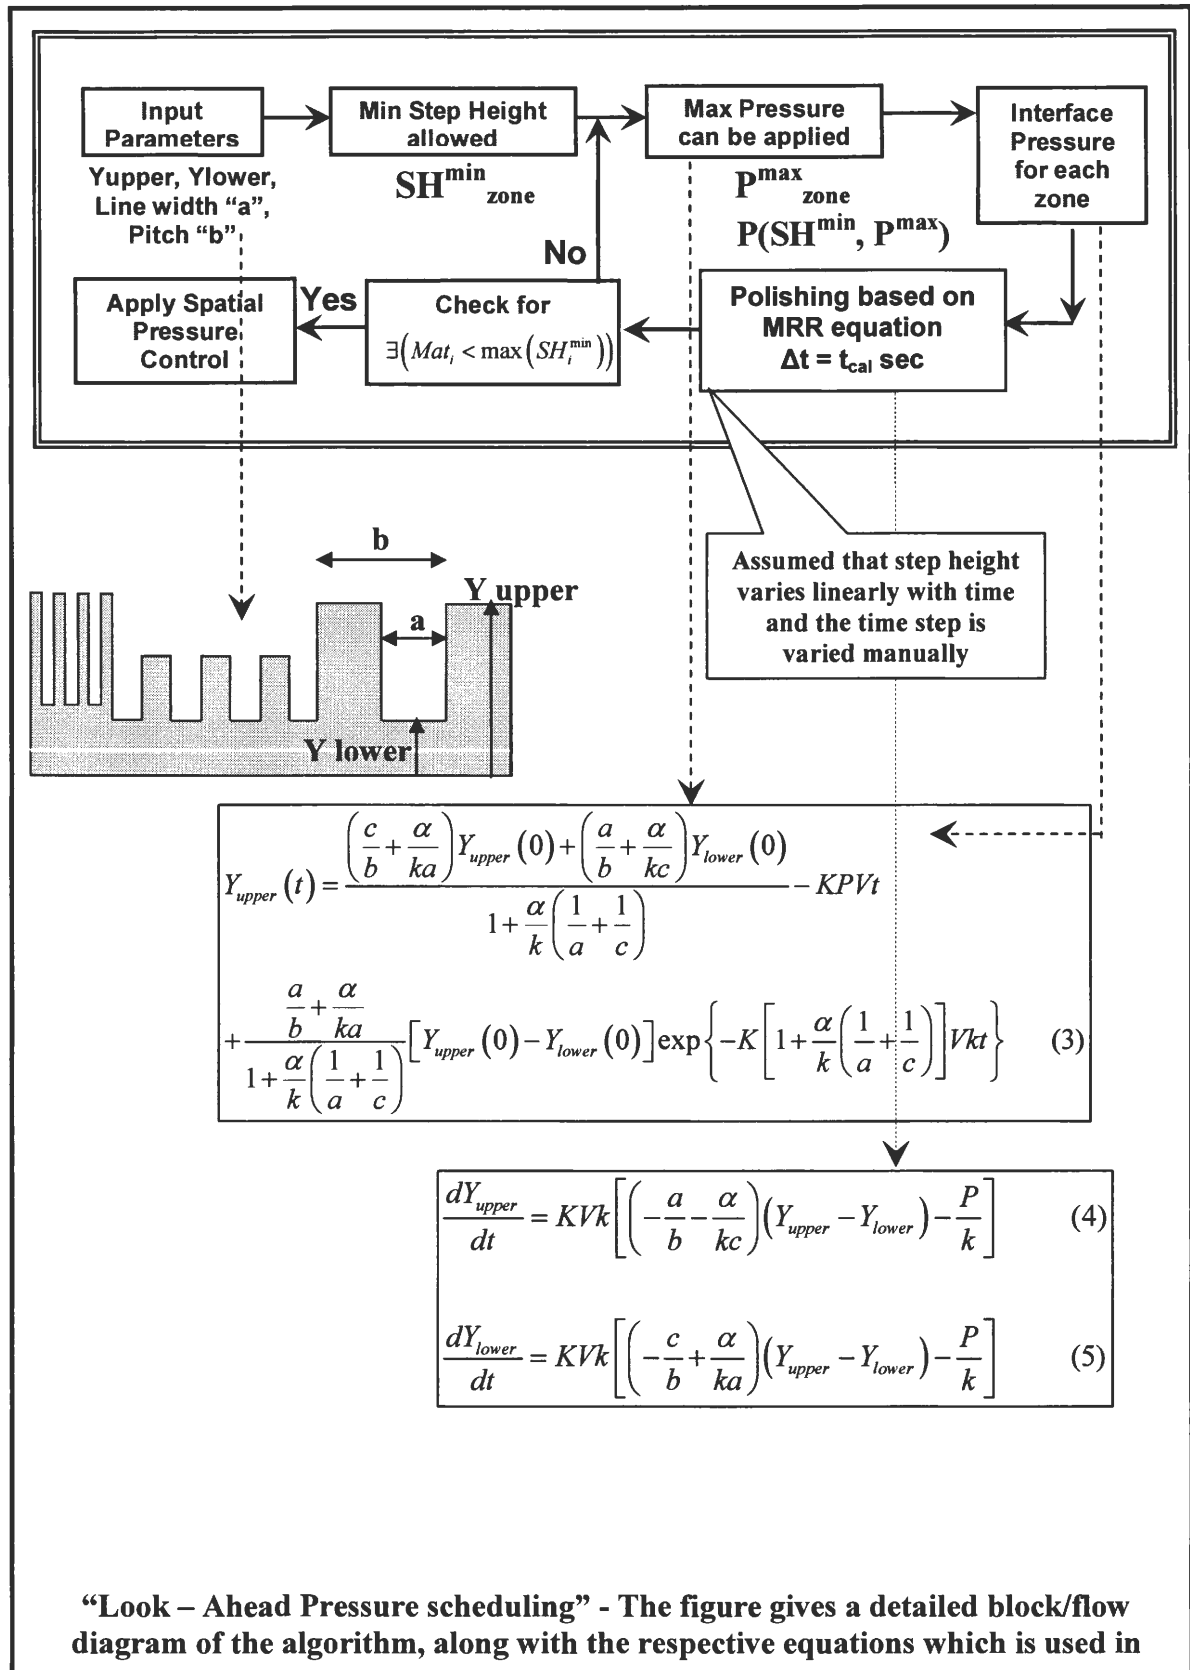 Input
Parameters
Min Step Height
allowed
Max Pressure
can be applied
Interface
Pressure
for each
zone
Yupper, Ylower,
Line width "a",
Pitch "b"
SH^min_zone
P^max_zone
P(SH^min, P^max)
No
Apply Spatial
Pressure
Control
Yes
Check for
∃(Mat_i < max(SH_i^min))
Polishing based on
MRR equation
Δt = t_cal sec
Assumed that step height
varies linearly with time
and the time step is
varied manually
b
Y upper
a
Y lower
Y_upper(t) = [(c/b + α/ka) Y_upper(0) + (a/b + α/kc) Y_lower(0)] / [1 + α/k (1/a + 1/c)] − KPVt
+ [a/b + α/ka] / [1 + α/k (1/a + 1/c)] [Y_upper(0) − Y_lower(0)] exp{−K[1 + α/k (1/a + 1/c)]Vkt} (3)
dY_upper/dt = KVk[(−a/b − α/kc)(Y_upper − Y_lower) − P/k] (4)
dY_lower/dt = KVk[(−c/b + α/ka)(Y_upper − Y_lower) − P/k] (5)
“Look – Ahead Pressure scheduling” - The figure gives a detailed block/flow
diagram of the algorithm, along with the respective equations which is used in